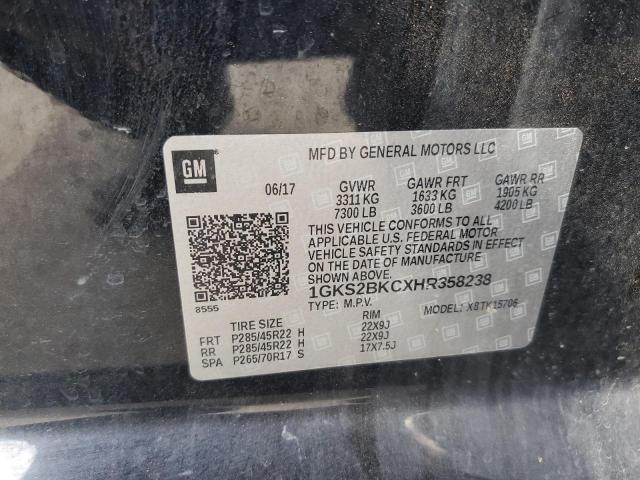 GM
MFD BY GENERAL MOTORS LLC
06/17 GVWR GAWR FRT GAWR RR
3311 KG 1633 KG 1905 KG
7300 LB 3600 LB 4200 LB
THIS VEHICLE CONFORMS TO ALL
APPLICABLE U.S. FEDERAL MOTOR
VEHICLE SAFETY STANDARDS IN EFFECT
ON THE DATE OF MANUFACTURE
SHOWN ABOVE.
1GKS2BKCXHR358238
8555
TYPE: M.P.V. MODEL: X8TK15706
TIRE SIZE RIM
FRT P285/45R22 H 22X9J
RR P285/45R22 H 22X9J
SPA P265/70R17 S 17X7.5J